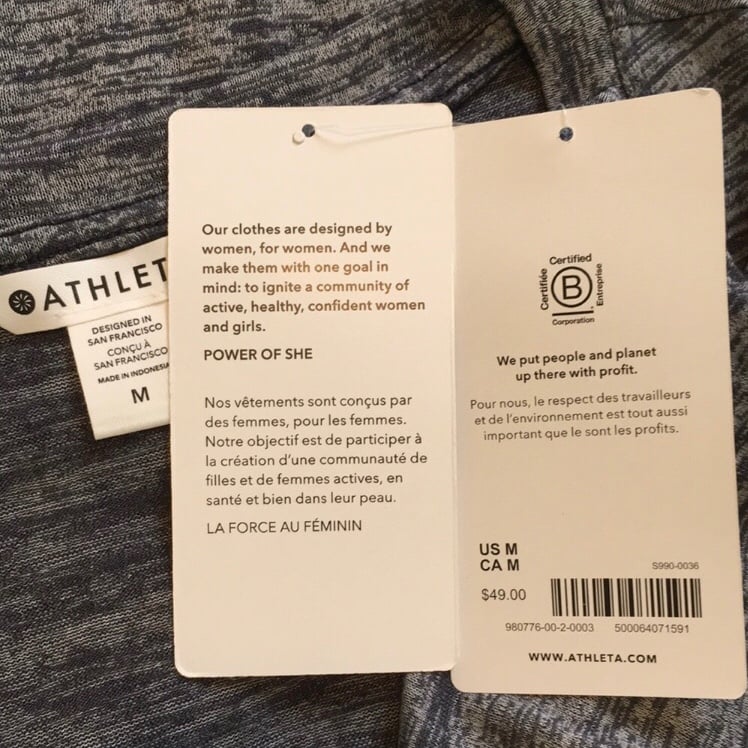 ATHLET
DESIGNED IN
SAN FRANCISCO
CONÇU À
SAN FRANCISCO
MADE IN INDONESIA
M
Our clothes are designed by
women, for women. And we
make them with one goal in
mind: to ignite a community of
active, healthy, confident women
and girls.
POWER OF SHE
Nos vêtements sont conçus par
des femmes, pour les femmes.
Notre objectif est de participer à
la création d'une communauté de
filles et de femmes actives, en
santé et bien dans leur peau.
LA FORCE AU FÉMININ
Certified
Certifiée
B
Entreprise
Corporation
We put people and planet
up there with profit.
Pour nous, le respect des travailleurs
et de l'environnement est tout aussi
important que le sont les profits.
US M
CA M
S990-0036
$49.00
980776-00-2-0003 500064071591
WWW.ATHLETA.COM